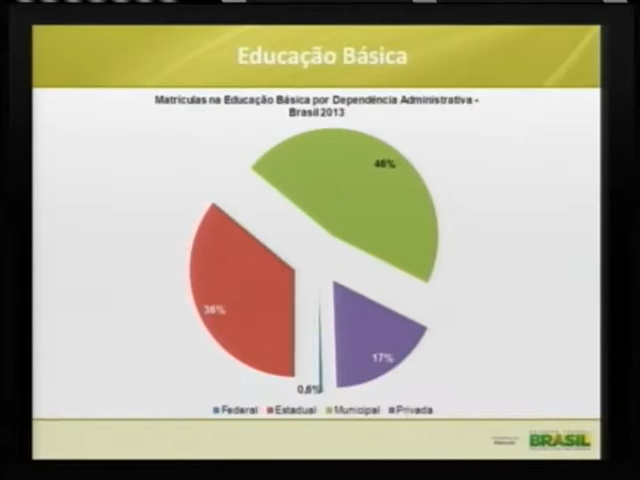 Educação Básica
Matrículas na Educação Básica por Dependência Administrativa -
Brasil 2013
46%
36%
17%
0,6%
Federal Estadual Municipal Privada
BRASIL